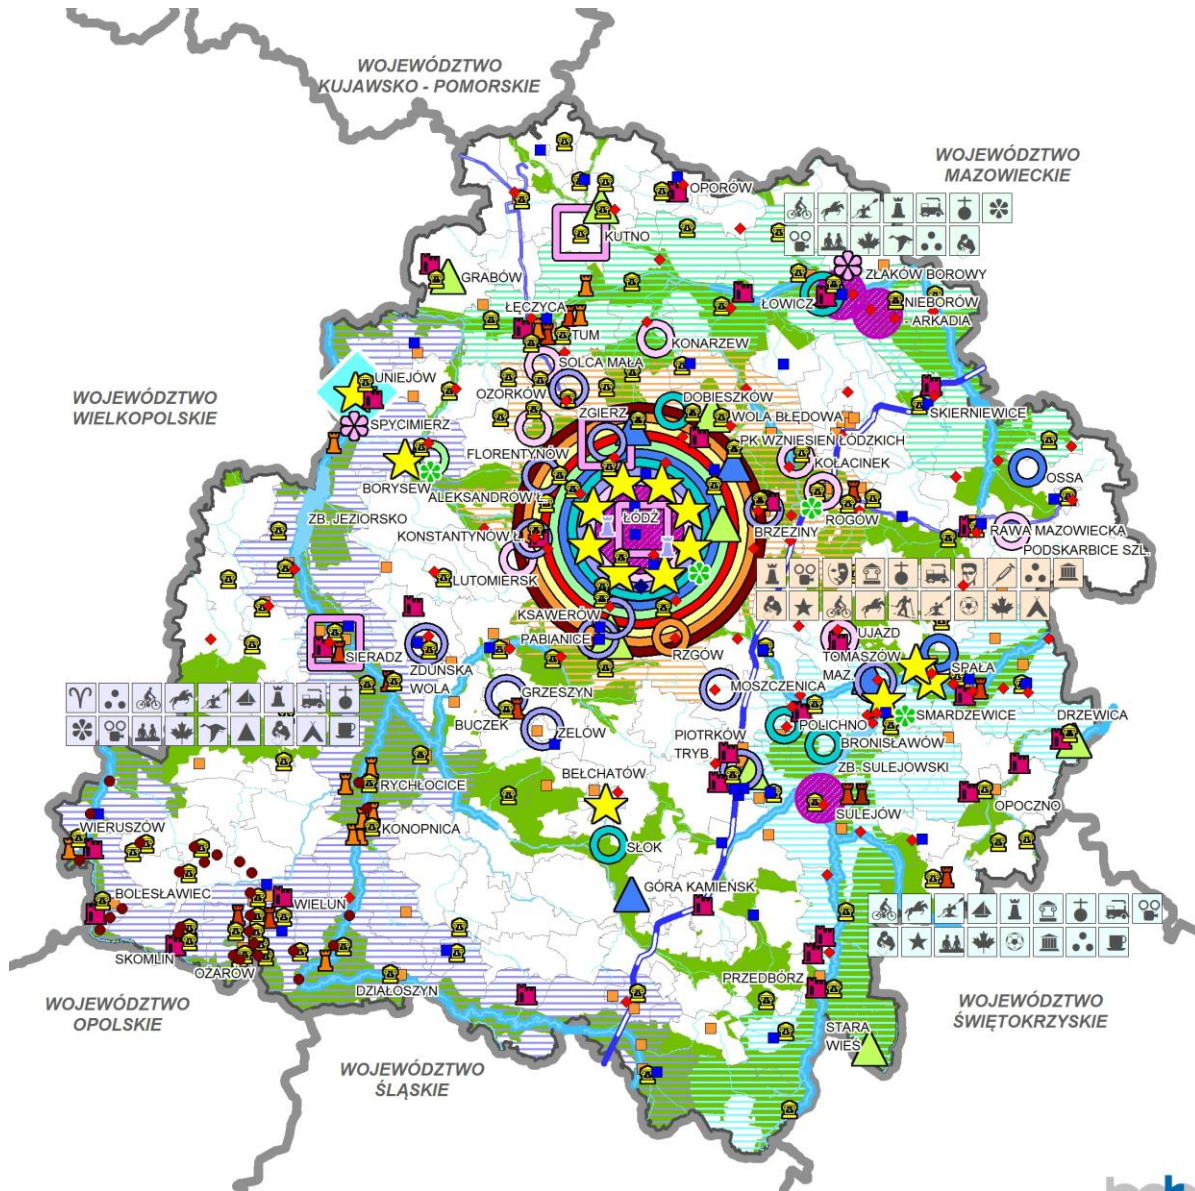 WOJEWÓDZTWO
KUJAWSKO - POMORSKIE
WOJEWÓDZTWO
MAZOWIECKIE
OPORÓW
KUTNO
GRABÓW
ZŁAKÓW BOROWY
ŁOWICZ
NIEBORÓW
- ARKADIA
ŁĘCZYCA
TUM
KONARZEW
SOLCA MAŁA
UNIEJÓW
WOJEWÓDZTWO
WIELKOPOLSKIE
OZORKÓW
DOBIESZKÓW
SKIERNIEWICE
ZGIERZ
WOLA BŁĘDOWA
SPYCIMIERZ
PK WZNIESIEŃ ŁÓDZKICH
FLORENTYNÓW
KOŁACINEK
OSSA
BORYSEW
ALEKSANDRÓW Ł.
ROGÓW
ŁÓDŹ
ZB. JEZIORSKO
BRZEZINY
RAWA MAZOWIECKA
KONSTANTYNÓW Ł.
PODSKARBICE SZL.
LUTOMIERSK
KSAWERÓW
PABIANICE
UJAZD
RZGÓW
TOMASZÓW
MAZ.
SPAŁA
SIERADZ
ZDUŃSKA
WOLA
MOSZCZENICA
GRZESZYN
SMARDZEWICE
BUCZEK
POLICHNO
DRZEWICA
ZELÓW
PIOTRKÓW
TRYB.
BRONISŁAWÓW
ZB. SULEJOWSKI
BEŁCHATÓW
RYCHŁOCICE
OPOCZNO
SULEJÓW
WIERUSZÓW
KONOPNICA
SŁOK
BOLESŁAWIEC
GÓRA KAMIEŃSK
WIELUŃ
SKOMLIN
OŻARÓW
PRZEDBÓRZ
DZIAŁOSZYN
WOJEWÓDZTWO
OPOLSKIE
WOJEWÓDZTWO
ŚWIĘTOKRZYSKIE
STARA
WIEŚ
WOJEWÓDZTWO
ŚLĄSKIE